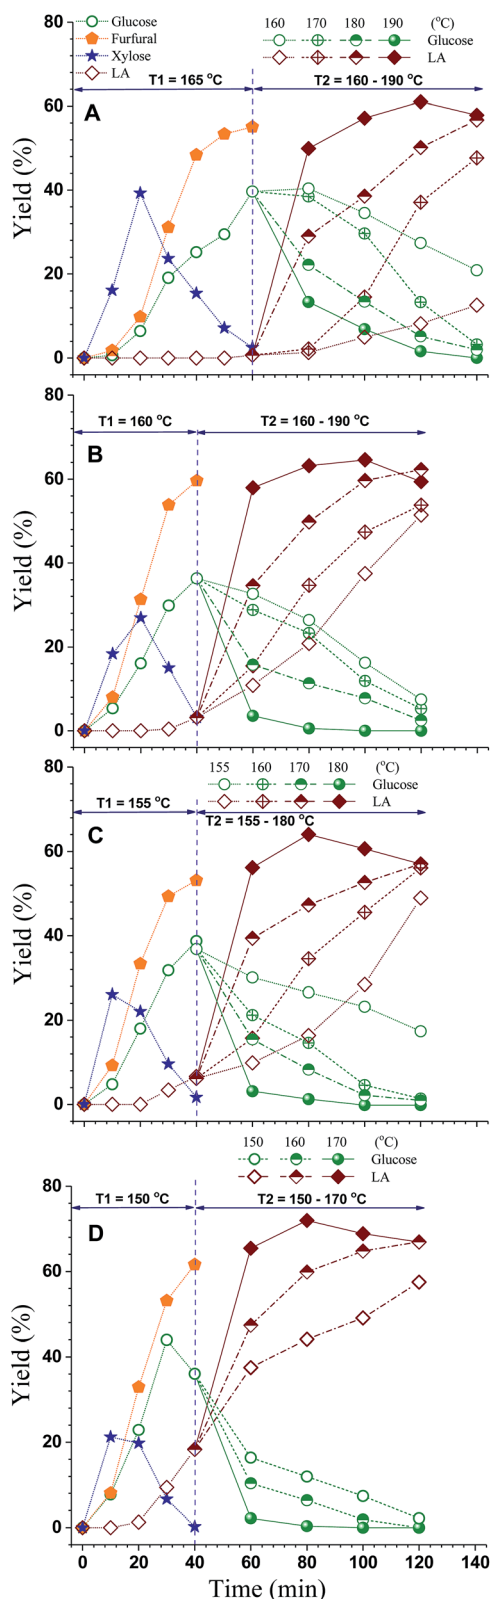 Glucose
Furfural
Xylose
LA
160 170 180 190 (°C)
Glucose
LA
T1 = 165 °C
T2 = 160 - 190 °C
A
Yield (%)
80
60
40
20
0
T1 = 160 °C
T2 = 160 - 190 °C
B
Yield (%)
80
60
40
20
0
155 160 170 180 (°C)
Glucose
LA
T1 = 155 °C
T2 = 155 - 180 °C
C
Yield (%)
80
60
40
20
0
150 160 170 (°C)
Glucose
LA
T1 = 150 °C
T2 = 150 - 170 °C
D
Yield (%)
80
60
40
20
0
0 20 40 60 80 100 120 140
Time (min)